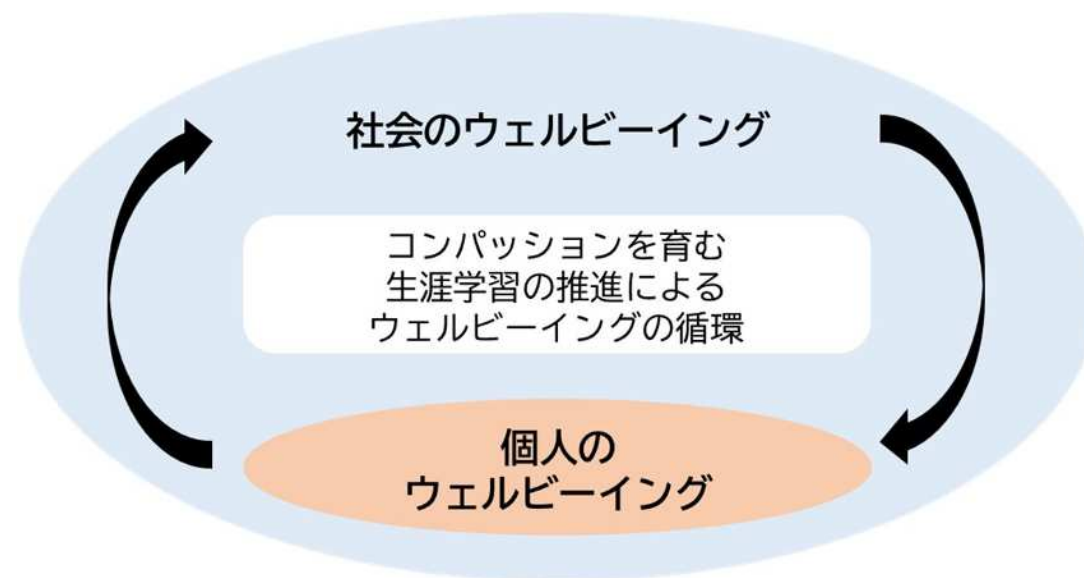 社会のウェルビーイング
コンパッションを育む
生涯学習の推進による
ウェルビーイングの循環
個人の
ウェルビーイング